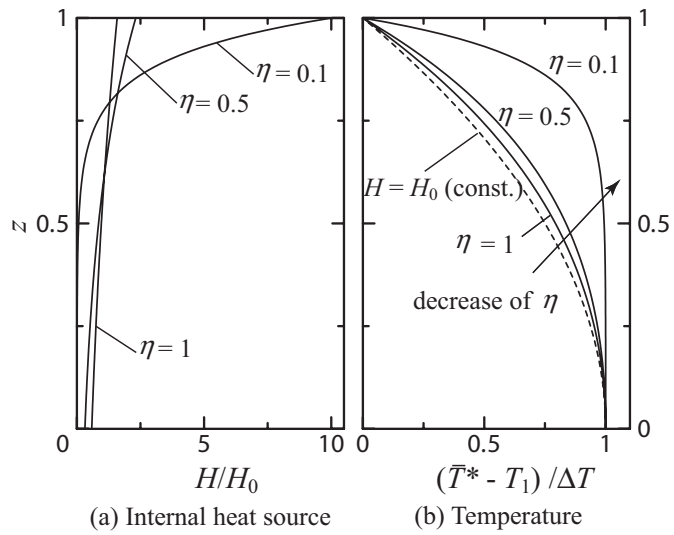 1
1
η = 0.1
η = 0.1
η = 0.5
η = 0.5
H = H₀ (const.)
z
0.5
0.5
η = 1
decrease of η
η = 1
0
0
5
10
0
0.5
1
H/H₀
(T̄* - T₁) /ΔT
(a) Internal heat source
(b) Temperature